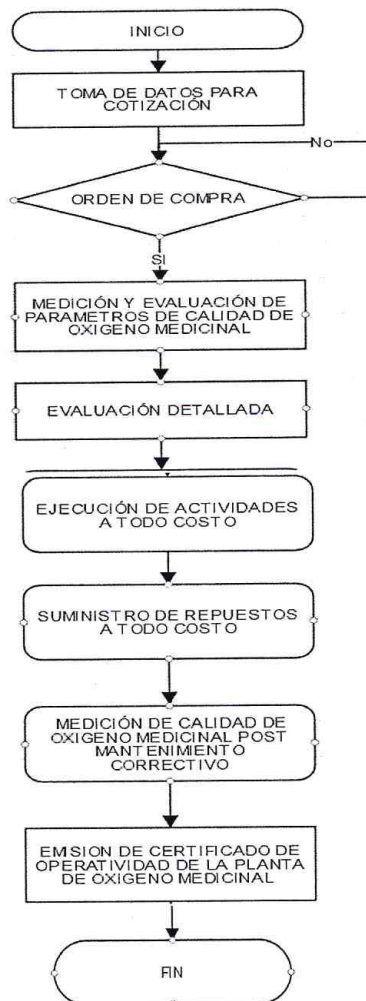 INICIO
TOMA DE DATOS PARA
COTIZACIÓN
No
ORDEN DE COMPRA
SI
MEDICIÓN Y EVALUACIÓN DE
PARAMETROS DE CALIDAD DE
OXIGENO MEDICINAL
EVALUACIÓN DETALLADA
EJECUCIÓN DE ACTIVIDADES
A TODO COSTO
SUMINISTRO DE REPUESTOS
A TODO COSTO
MEDICIÓN DE CALIDAD DE
OXIGENO MEDICINAL POST
MANTENIMIENTO
CORRECTIVO
EMISION DE CERTIFICADO DE
OPERATIVIDAD DE LA PLANTA
DE OXIGENO MEDICINAL
FIN